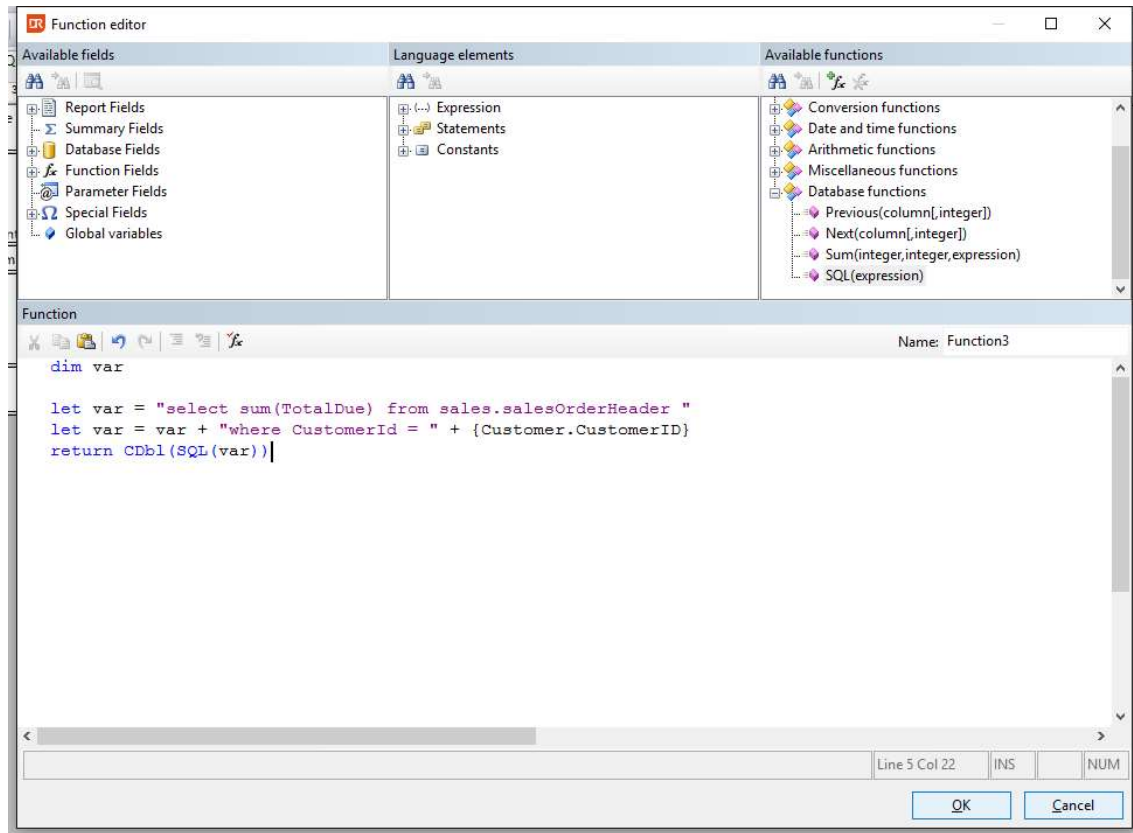 DR Function editor
Available fields
Report Fields
Summary Fields
Database Fields
Function Fields
Parameter Fields
Special Fields
Global variables
Language elements
Expression
Statements
Constants
Available functions
Conversion functions
Date and time functions
Arithmetic functions
Miscellaneous functions
Database functions
Previous(column[,integer])
Next(column[,integer])
Sum(integer,integer,expression)
SQL(expression)
Function
Name: Function3
dim var
let var = "select sum(TotalDue) from sales.salesOrderHeader "
let var = var + "where CustomerId = " + {Customer.CustomerID}
return CDbl(SQL(var))
Line 5 Col 22 INS NUM
OK Cancel